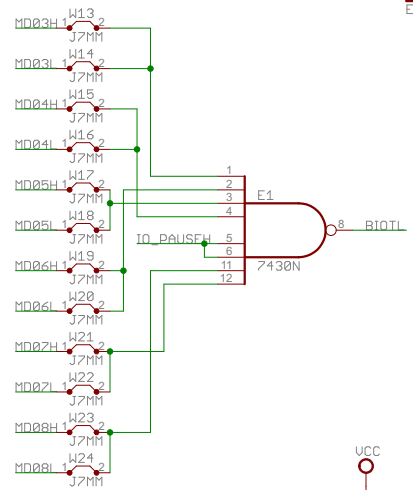 E
W13
MD03H 1 2
J7MM
W14
MD03L 1 2
J7MM
W15
MD04H 1 2
J7MM
W16
MD04L 1 2
J7MM
W17
MD05H 1 2
J7MM
W18
MD05L 1 2
J7MM
W19
MD06H 1 2
J7MM
W20
MD06L 1 2
J7MM
W21
MD07H 1 2
J7MM
W22
MD07L 1 2
J7MM
W23
MD08H 1 2
J7MM
W24
MD08L 1 2
J7MM
1
2
3
4
IO_PAUSEH 5
6
11
12
E1
7430N
8 BIOTL
VCC